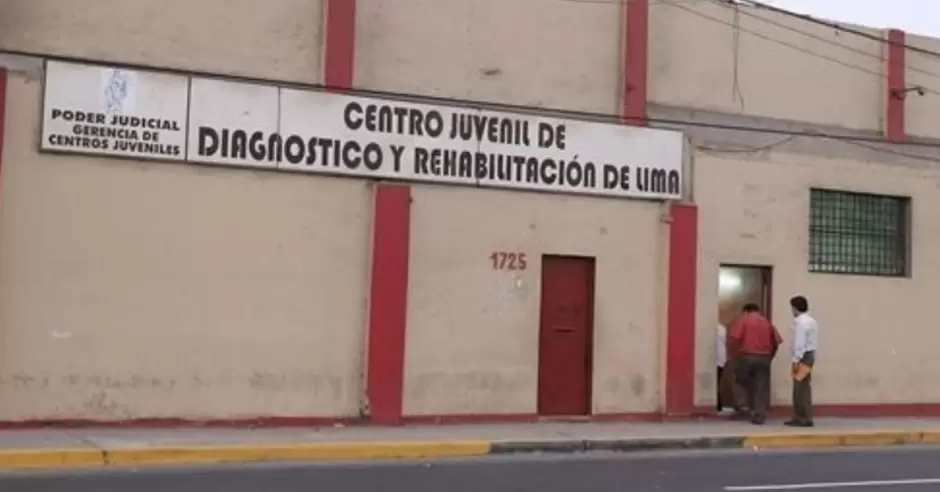 PODER JUDICIAL
GERENCIA DE
CENTROS JUVENILES
CENTRO JUVENIL DE
DIAGNOSTICO Y REHABILITACIÓN DE LIMA
1725